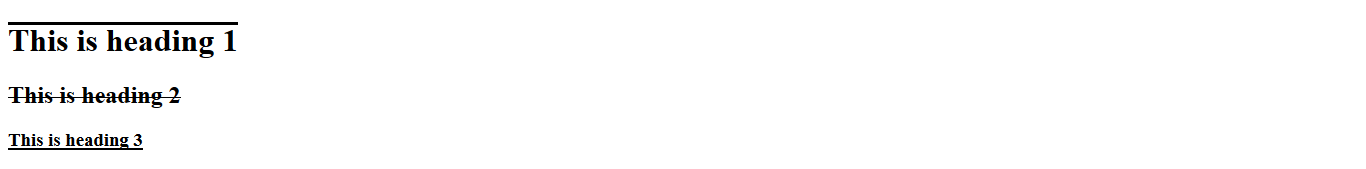 This is heading 1
This is heading 2
This is heading 3